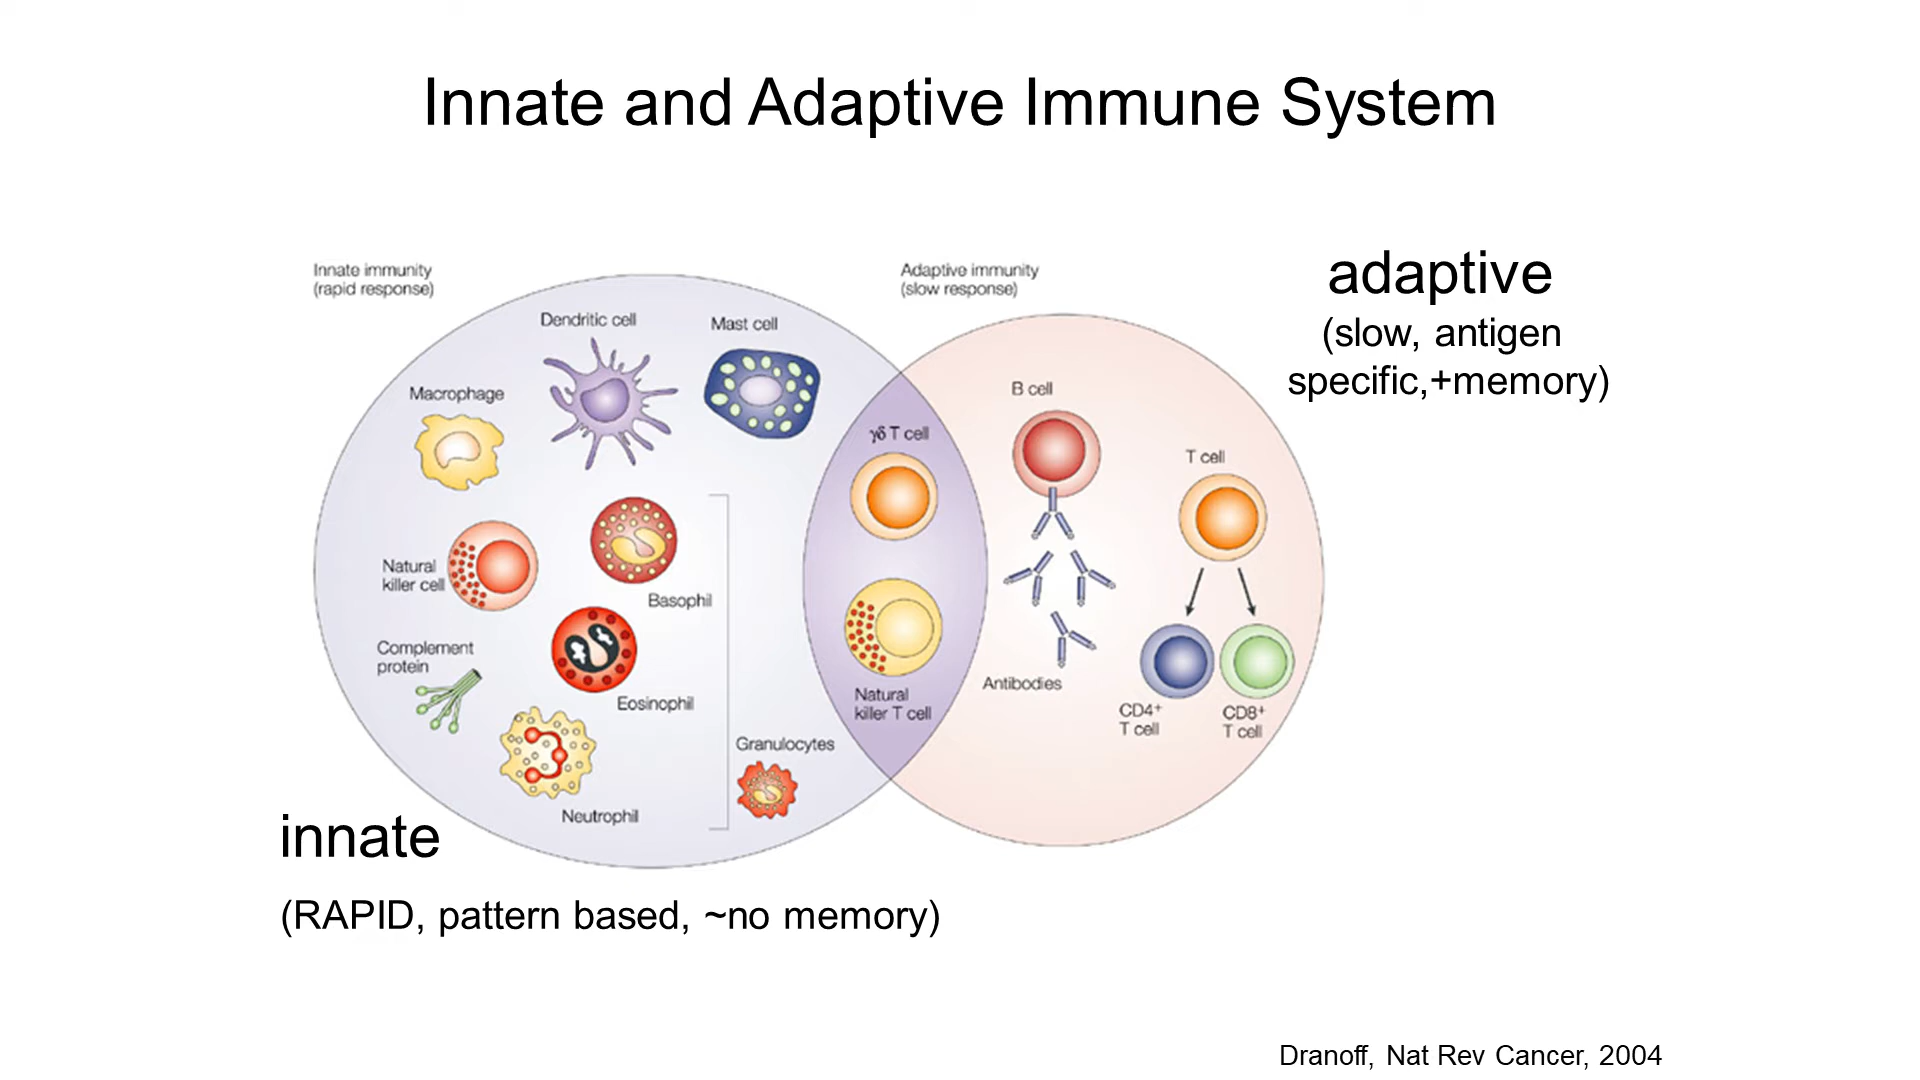 Innate and Adaptive Immune System
Innate immunity
(rapid response)
Adaptive immunity
(slow response)
adaptive
(slow, antigen
specific,+memory)
Dendritic cell
Mast cell
Macrophage
B cell
γδ T cell
T cell
Natural
killer cell
Basophil
Complement
protein
Eosinophil
Antibodies
Natural
killer T cell
CD4⁺
T cell
CD8⁺
T cell
Granulocytes
Neutrophil
innate
(RAPID, pattern based, ~no memory)
Dranoff, Nat Rev Cancer, 2004